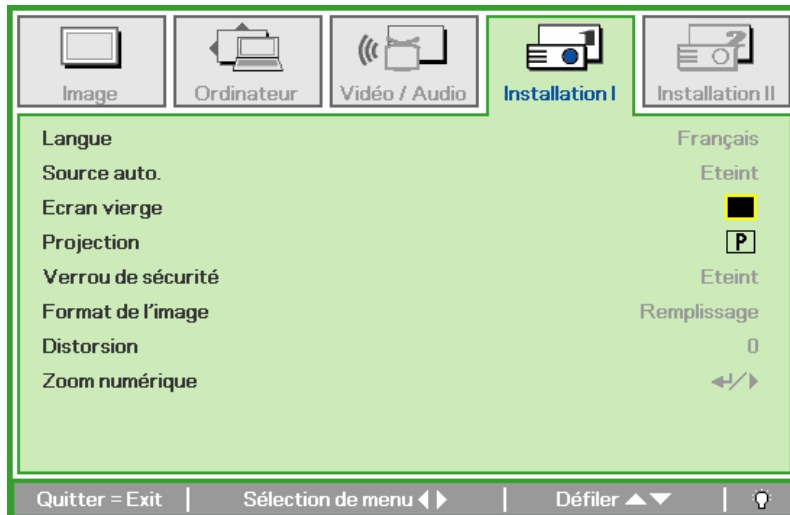 Image Ordinateur Vidéo / Audio Installation I Installation II
Langue Français
Source auto. Eteint
Ecran vierge
Projection P
Verrou de sécurité Eteint
Format de l'image Remplissage
Distorsion 0
Zoom numérique
Quitter = Exit | Sélection de menu | Défiler |